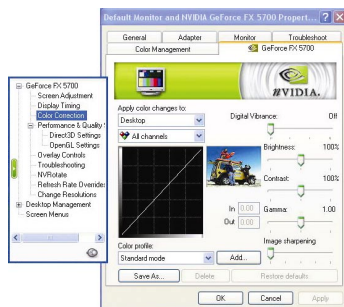 Default Monitor and NVIDIA GeForce FX 5700 Propert... ?
General Adapter Monitor Troubleshoot
Color Management GeForce FX 5700
GeForce FX 5700
Screen Adjustment
Display Timing
Color Correction
Performance & Quality S
Direct3D Settings
OpenGL Settings
Overlay Controls
Troubleshooting
NVRotate
Refresh Rate Overrides
Change Resolutions
Desktop Management
Screen Menus
NVIDIA.
Apply color changes to:
Desktop
All channels
Digital Vibrance: Off
Brightness: 100%
Contrast: 100%
In 0.00 Gamma: 1.00
Out 0.00
Color profile:
Standard mode
Add...
Image sharpening
Save As... Delete Restore defaults
OK Cancel Apply